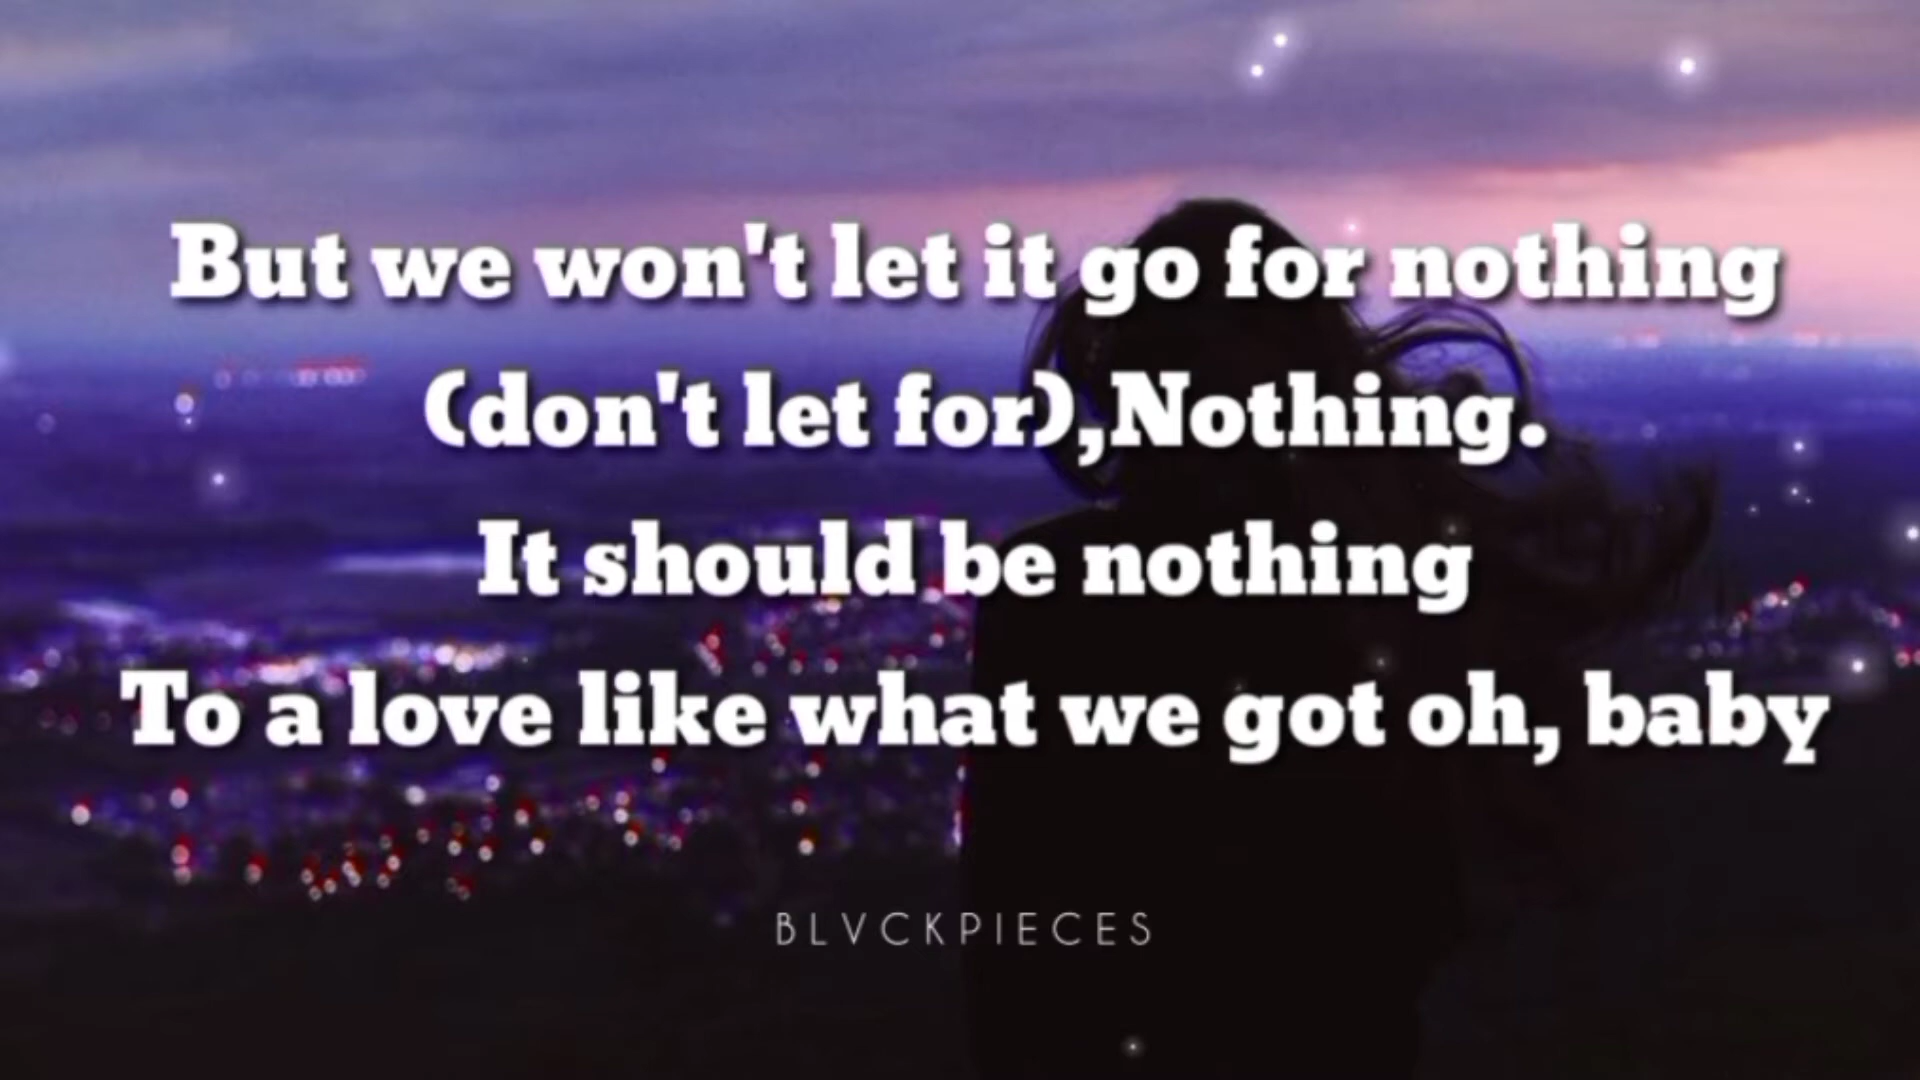 But we won't let it go for nothing
(don't let for),Nothing.
It should be nothing
To a love like what we got oh, baby
BLVCKPIECES